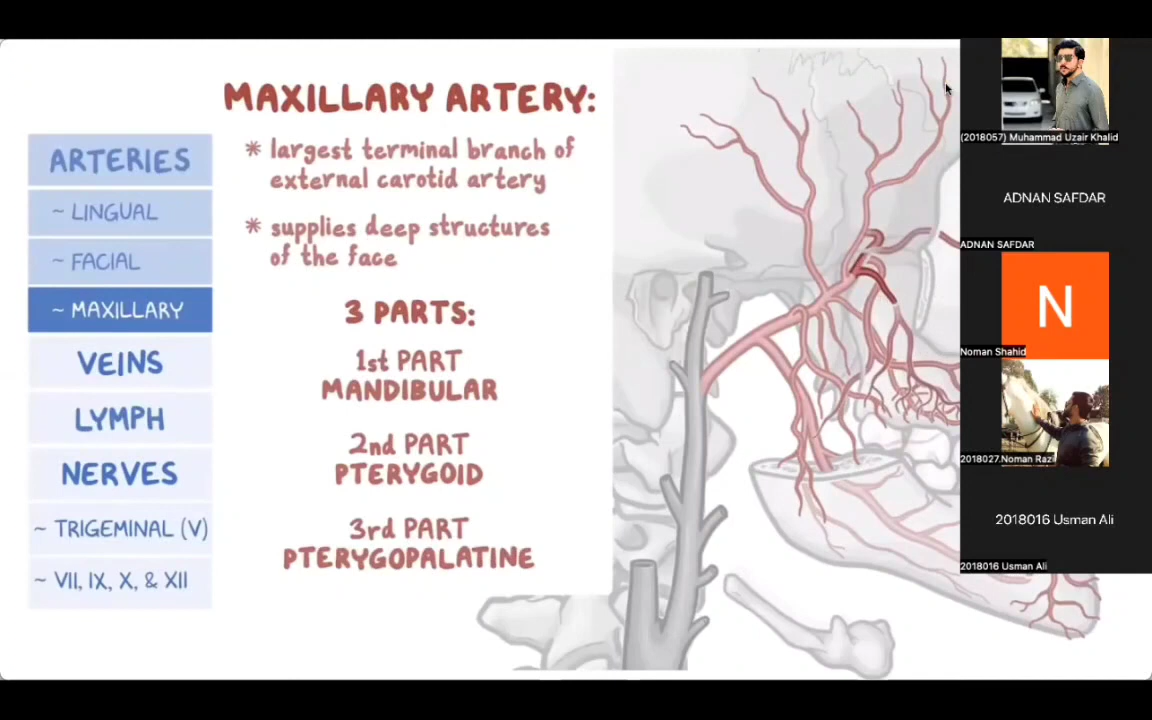 MAXILLARY ARTERY:
* largest terminal branch of
external carotid artery
* supplies deep structures
of the face
3 PARTS:
1st PART
MANDIBULAR
2nd PART
PTERYGOID
3rd PART
PTERYGOPALATINE
ARTERIES
~ LINGUAL
~ FACIAL
~ MAXILLARY
VEINS
LYMPH
NERVES
~ TRIGEMINAL (V)
~ VII, IX, X, & XII
(2018057) Muhammad Uzair Khalid
ADNAN SAFDAR
ADNAN SAFDAR
N
Noman Shahid
2018027.Noman Razi
2018016 Usman Ali
2018016 Usman Ali